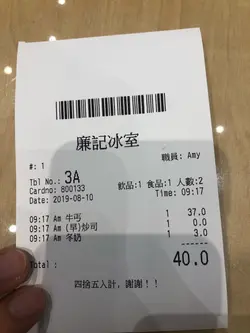 廉記冰室
#: 1
職員: Amy
Tbl No.: 3A
Cardno: 800133
飲品:1 食品:1 人數:2
Date: 2019-08-10
Time: 09:17
09:17 Am 牛丐 1 37.0
09:17 Am (早)炒司 1 0.0
09:17 Am 冬奶 1 3.0
Total : 40.0
四捨五入計, 謝謝!!